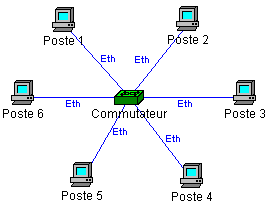 Poste 1
Poste 2
Eth
Eth
Poste 6
Eth
Commutateur
Eth
Poste 3
Eth
Eth
Poste 5
Poste 4